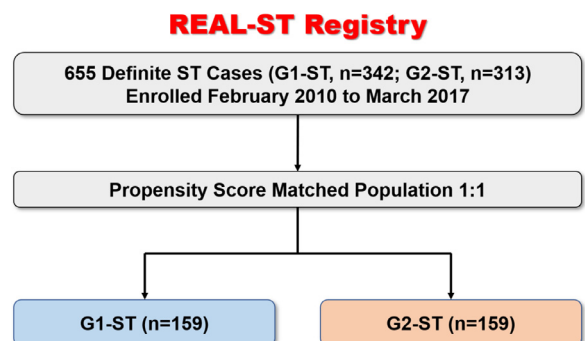 REAL-ST Registry
655 Definite ST Cases (G1-ST, n=342; G2-ST, n=313)
Enrolled February 2010 to March 2017
Propensity Score Matched Population 1:1
G1-ST (n=159)
G2-ST (n=159)